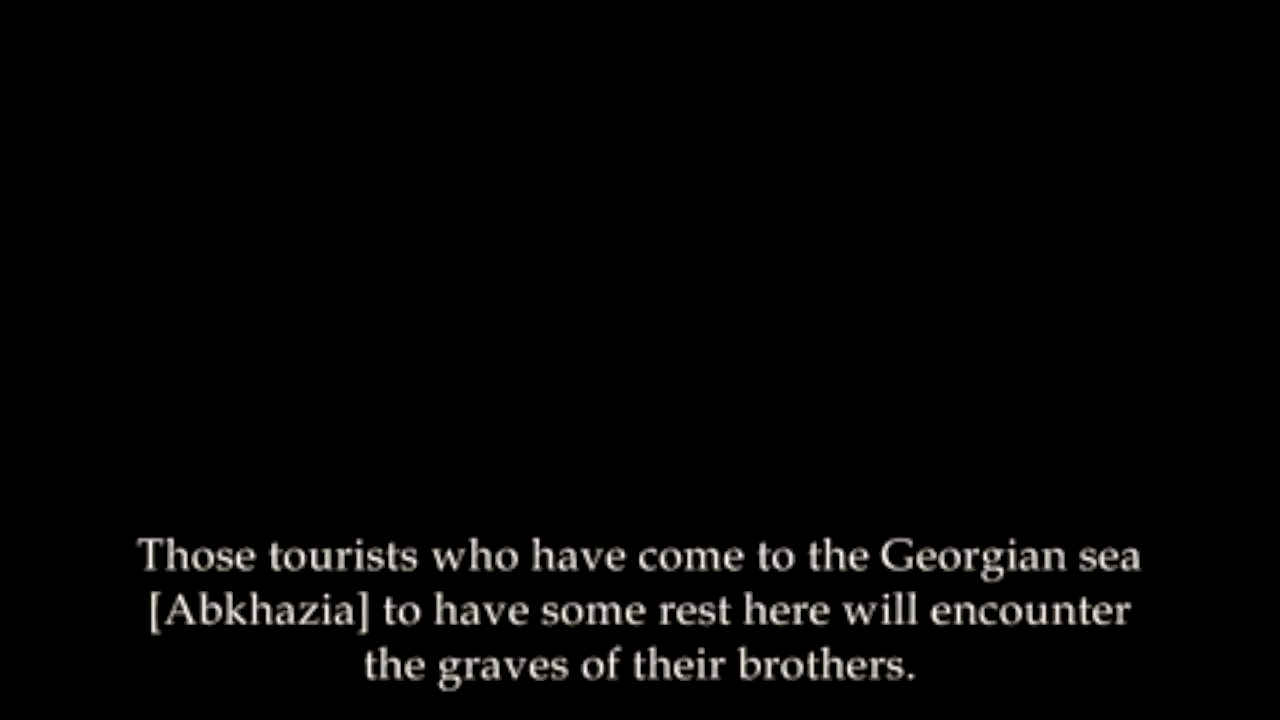 Those tourists who have come to the Georgian sea
[Abkhazia] to have some rest here will encounter
the graves of their brothers.